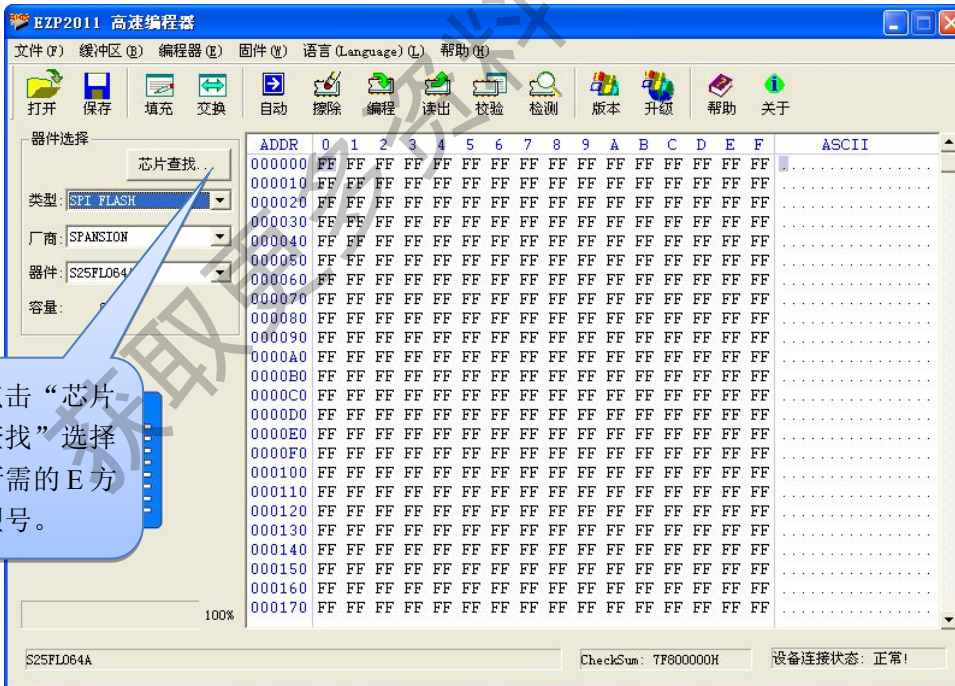 EZP2011 高速编程器
文件(F) 缓冲区(B) 编程器(E) 固件(W) 语言(Language)(L) 帮助(H)
打开 保存 填充 交换 自动 擦除 编程 读出 校验 检测 版本 升级 帮助 关于
器件选择
芯片查找...
类型: SPI FLASH
厂商: SPANSION
器件: S25FL064A
容量:
击“芯片
找”选择
需的E方
号。
100%
ADDR 0 1 2 3 4 5 6 7 8 9 A B C D E F ASCII
000000 FF FF FF FF FF FF FF FF FF FF FF FF FF FF FF FF ................
000010 FF FF FF FF FF FF FF FF FF FF FF FF FF FF FF FF ................
000020 FF FF FF FF FF FF FF FF FF FF FF FF FF FF FF FF ................
000030 FF FF FF FF FF FF FF FF FF FF FF FF FF FF FF FF ................
000040 FF FF FF FF FF FF FF FF FF FF FF FF FF FF FF FF ................
000050 FF FF FF FF FF FF FF FF FF FF FF FF FF FF FF FF ................
000060 FF FF FF FF FF FF FF FF FF FF FF FF FF FF FF FF ................
000070 FF FF FF FF FF FF FF FF FF FF FF FF FF FF FF FF ................
000080 FF FF FF FF FF FF FF FF FF FF FF FF FF FF FF FF ................
000090 FF FF FF FF FF FF FF FF FF FF FF FF FF FF FF FF ................
0000A0 FF FF FF FF FF FF FF FF FF FF FF FF FF FF FF FF ................
0000B0 FF FF FF FF FF FF FF FF FF FF FF FF FF FF FF FF ................
0000C0 FF FF FF FF FF FF FF FF FF FF FF FF FF FF FF FF ................
0000D0 FF FF FF FF FF FF FF FF FF FF FF FF FF FF FF FF ................
0000E0 FF FF FF FF FF FF FF FF FF FF FF FF FF FF FF FF ................
0000F0 FF FF FF FF FF FF FF FF FF FF FF FF FF FF FF FF ................
000100 FF FF FF FF FF FF FF FF FF FF FF FF FF FF FF FF ................
000110 FF FF FF FF FF FF FF FF FF FF FF FF FF FF FF FF ................
000120 FF FF FF FF FF FF FF FF FF FF FF FF FF FF FF FF ................
000130 FF FF FF FF FF FF FF FF FF FF FF FF FF FF FF FF ................
000140 FF FF FF FF FF FF FF FF FF FF FF FF FF FF FF FF ................
000150 FF FF FF FF FF FF FF FF FF FF FF FF FF FF FF FF ................
000160 FF FF FF FF FF FF FF FF FF FF FF FF FF FF FF FF ................
000170 FF FF FF FF FF FF FF FF FF FF FF FF FF FF FF FF ................
S25FL064A CheckSum: 7F800000H 设备连接状态: 正常!
获取更多资料